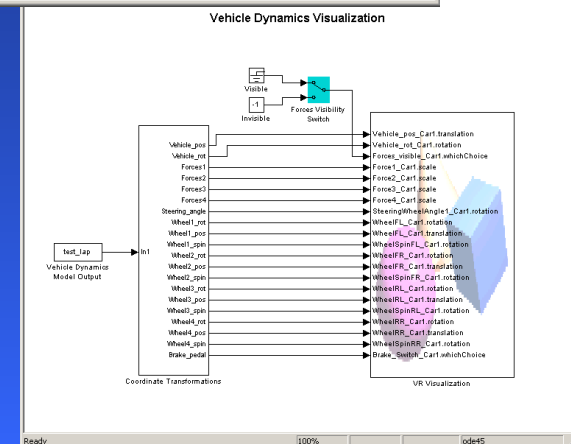 Vehicle Dynamics Visualization
Visible
-1
Invisible
Forces Visibility
Switch
test_lap
Vehicle Dynamics
Model Output
In1
Vehicle_pos
Vehicle_rot
Forces1
Forces2
Forces3
Forces4
Steering_angle
Wheel1_rot
Wheel1_pos
Wheel1_spin
Wheel2_rot
Wheel2_pos
Wheel2_spin
Wheel3_rot
Wheel3_pos
Wheel3_spin
Wheel4_rot
Wheel4_pos
Wheel4_spin
Brake_pedal
Coordinate Transformations
Vehicle_pos_Car1.translation
Vehicle_rot_Car1.rotation
Forces_visible_Car1.whichChoice
Force1_Car1.scale
Force2_Car1.scale
Force3_Car1.scale
Force4_Car1.scale
SteeringWheelAngle1_Car1.rotation
WheelFL_Car1.rotation
WheelFL_Car1.translation
WheelSpinFL_Car1.rotation
WheelFR_Car1.rotation
WheelFR_Car1.translation
WheelSpinFR_Car1.rotation
WheelRL_Car1.rotation
WheelRL_Car1.translation
WheelSpinRL_Car1.rotation
WheelRR_Car1.rotation
WheelRR_Car1.translation
WheelSpinRR_Car1.rotation
Brake_Switch_Car1.whichChoice
VR Visualization
Ready
100%
ode45